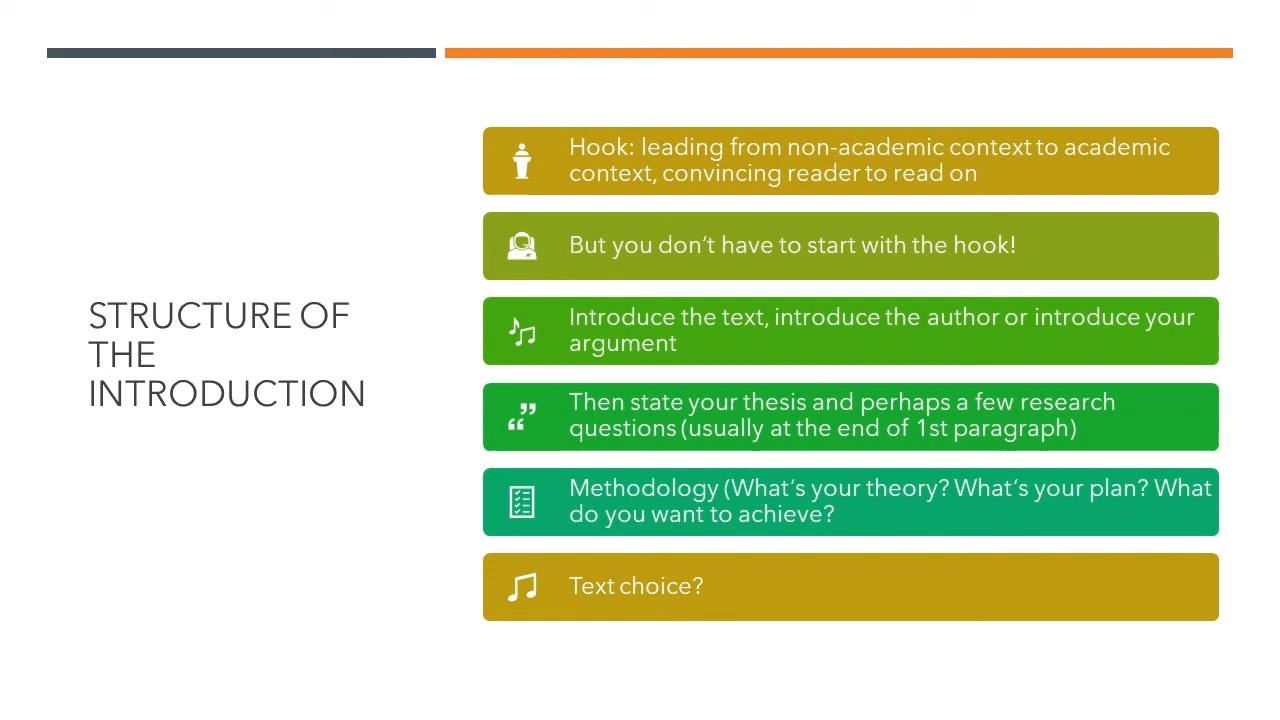 STRUCTURE OF
THE
INTRODUCTION
Hook: leading from non-academic context to academic
context, convincing reader to read on
But you don’t have to start with the hook!
Introduce the text, introduce the author or introduce your
argument
Then state your thesis and perhaps a few research
questions (usually at the end of 1st paragraph)
Methodology (What‘s your theory? What‘s your plan? What
do you want to achieve?
Text choice?